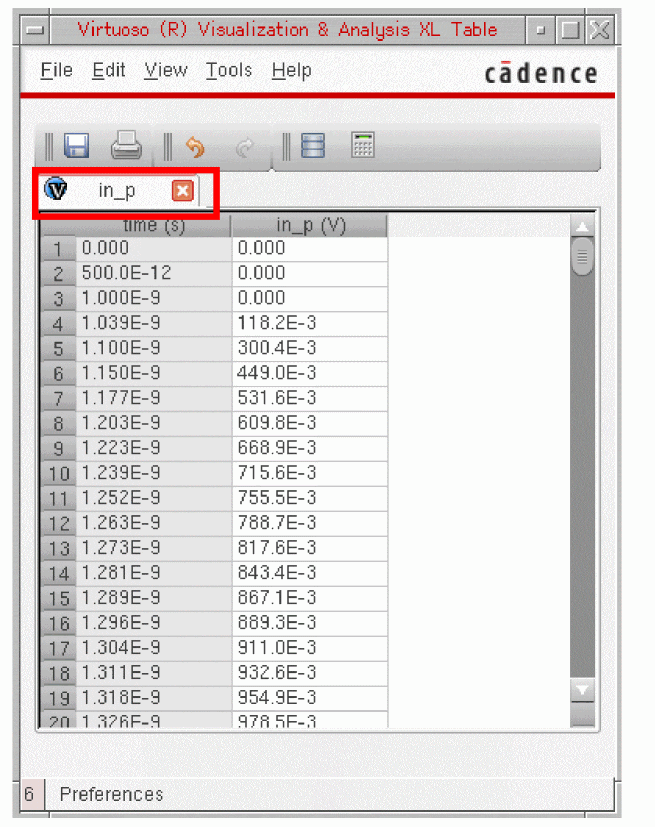 Virtuoso (R) Visualization & Analysis XL Table
File Edit View Tools Help
cādence
in_p
time (s) in_p (V)
1 0.000 0.000
2 500.0E-12 0.000
3 1.000E-9 0.000
4 1.039E-9 118.2E-3
5 1.100E-9 300.4E-3
6 1.150E-9 449.0E-3
7 1.177E-9 531.6E-3
8 1.203E-9 609.8E-3
9 1.223E-9 668.9E-3
10 1.239E-9 715.6E-3
11 1.252E-9 755.5E-3
12 1.263E-9 788.7E-3
13 1.273E-9 817.6E-3
14 1.281E-9 843.4E-3
15 1.289E-9 867.1E-3
16 1.296E-9 889.3E-3
17 1.304E-9 911.0E-3
18 1.311E-9 932.6E-3
19 1.318E-9 954.9E-3
20 1.326E-9 978.5E-3
6 Preferences